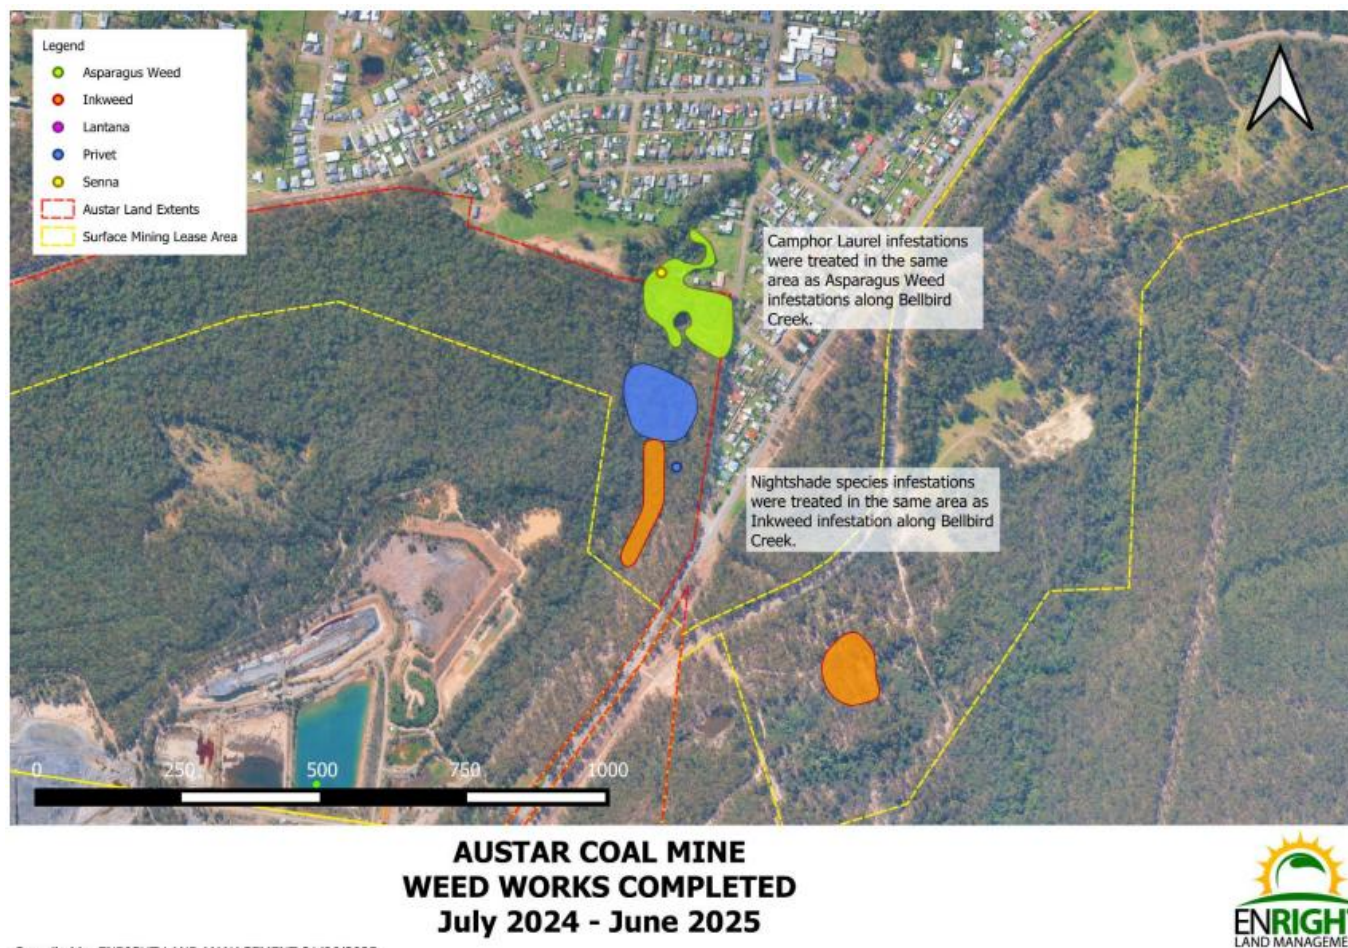 Legend
Asparagus Weed
Inkweed
Lantana
Privet
Senna
Austar Land Extents
Surface Mining Lease Area
Camphor Laurel infestations
were treated in the same
area as Asparagus Weed
infestations along Bellbird
Creek.
Nightshade species infestations
were treated in the same area as
Inkweed infestation along Bellbird
Creek.
0 250 500 750 1000
AUSTAR COAL MINE
WEED WORKS COMPLETED
July 2024 - June 2025
ENRIGH
LAND MANAGEME